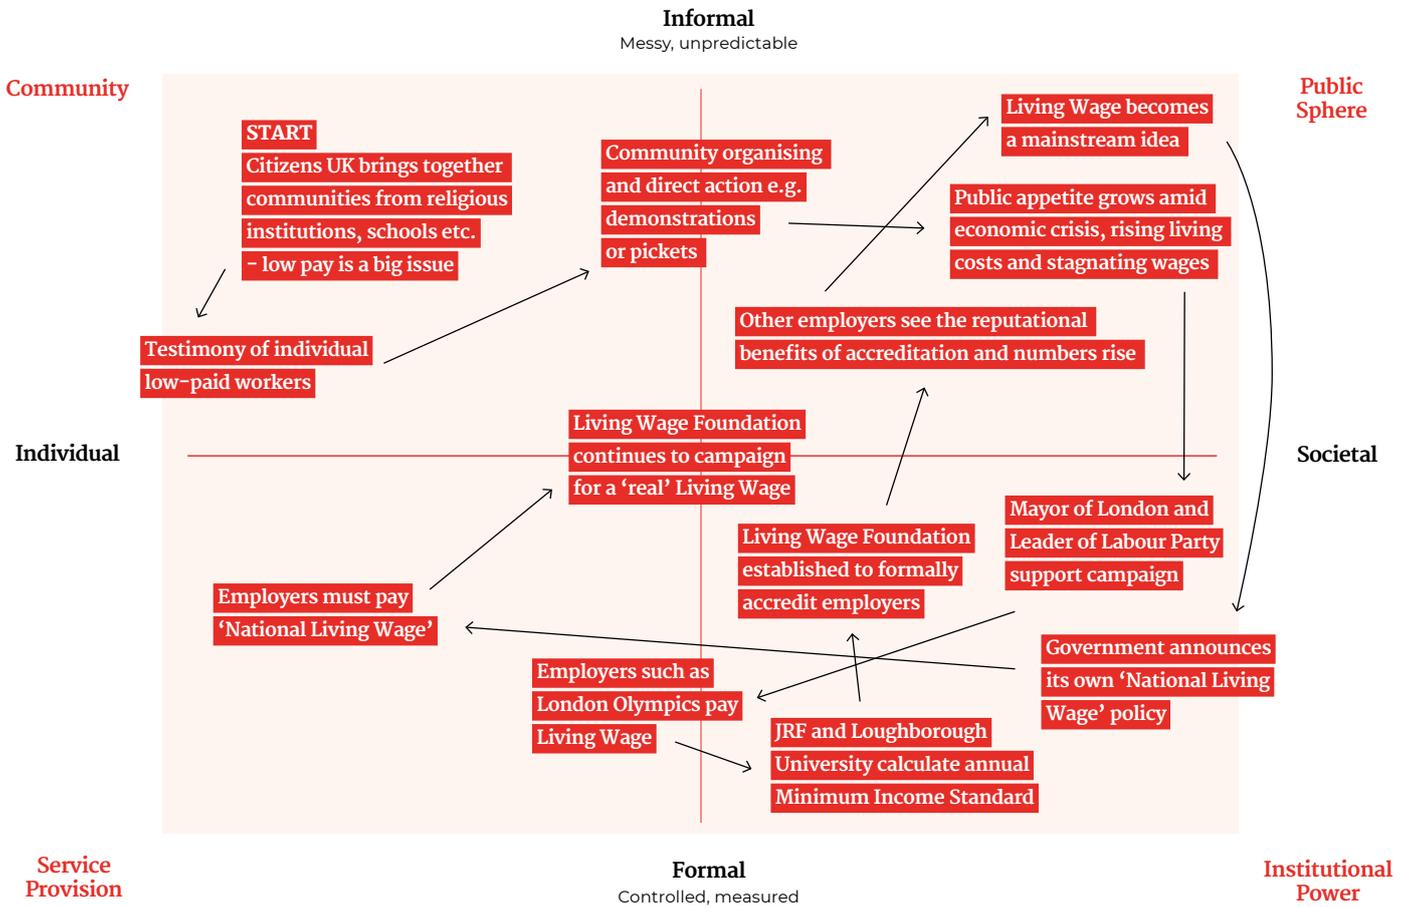 Informal
Messy, unpredictable
Community
Public
Sphere
START
Citizens UK brings together
communities from religious
institutions, schools etc.
– low pay is a big issue
Testimony of individual
low-paid workers
Community organising
and direct action e.g.
demonstrations
or pickets
Living Wage becomes
a mainstream idea
Public appetite grows amid
economic crisis, rising living
costs and stagnating wages
Other employers see the reputational
benefits of accreditation and numbers rise
Individual
Living Wage Foundation
continues to campaign
for a ‘real’ Living Wage
Societal
Mayor of London and
Leader of Labour Party
support campaign
Living Wage Foundation
established to formally
accredit employers
Employers must pay
‘National Living Wage’
Government announces
its own ‘National Living
Wage’ policy
Employers such as
London Olympics pay
Living Wage
JRF and Loughborough
University calculate annual
Minimum Income Standard
Service
Provision
Formal
Controlled, measured
Institutional
Power